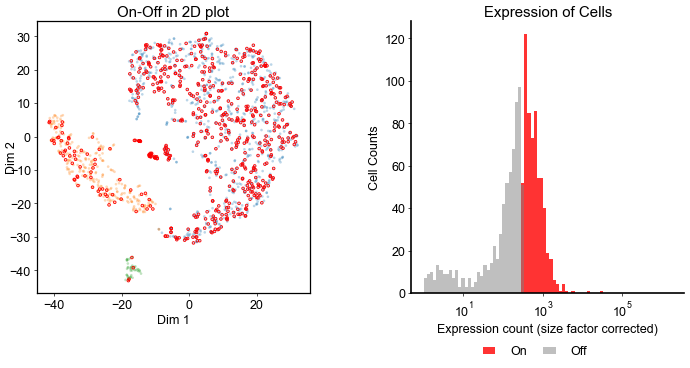 On-Off in 2D plot
30
20
10
0
−10
−20
−30
−40
Dim 2
−40
−20
0
20
Dim 1
Expression of Cells
120
100
80
60
40
20
0
Cell Counts
10^1
10^3
10^5
Expression count (size factor corrected)
On
Off